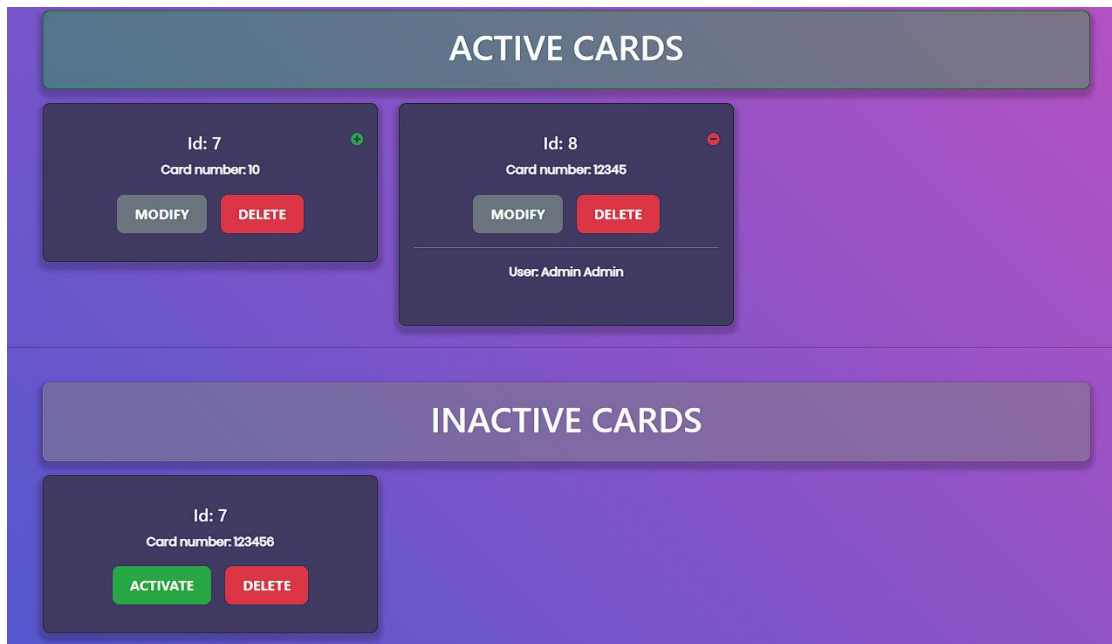 ACTIVE CARDS
Id: 7
Card number: 10
MODIFY DELETE
Id: 8
Card number: 12345
MODIFY DELETE
User: Admin Admin
INACTIVE CARDS
Id: 7
Card number: 123456
ACTIVATE DELETE